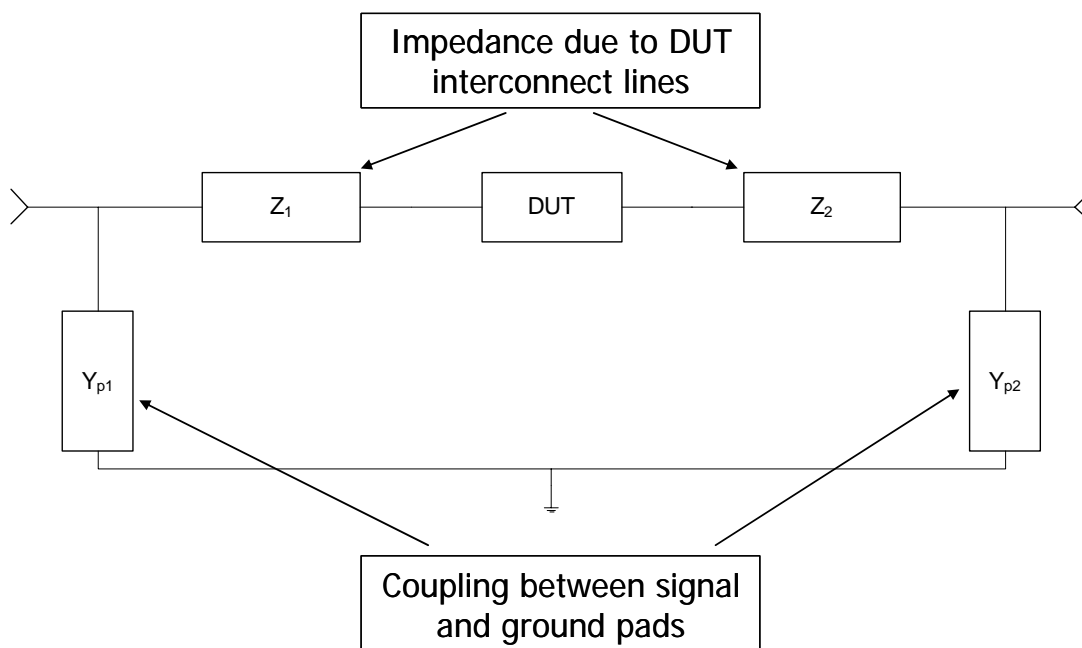 Impedance due to DUT
interconnect lines
Z₁
DUT
Z₂
Yₚ₁
Yₚ₂
Coupling between signal
and ground pads